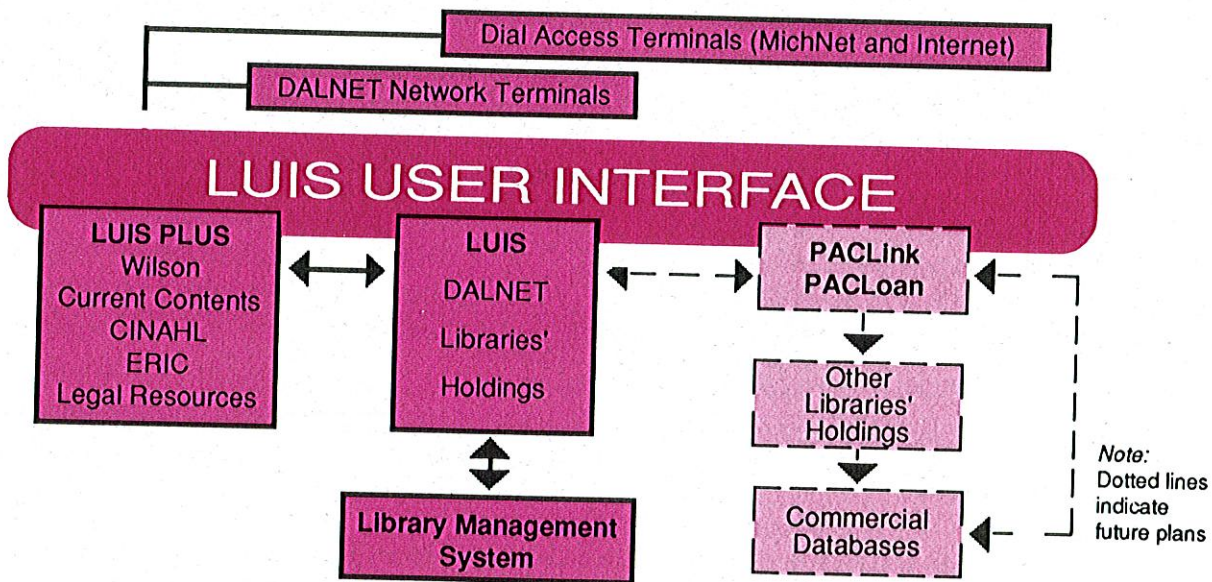 Dial Access Terminals (MichNet and Internet)
DALNET Network Terminals
LUIS USER INTERFACE
LUIS PLUS
Wilson
Current Contents
CINAHL
ERIC
Legal Resources
LUIS
DALNET
Libraries'
Holdings
Library Management
System
PACLink
PACLoan
Other
Libraries'
Holdings
Commercial
Databases
Note:
Dotted lines
indicate
future plans